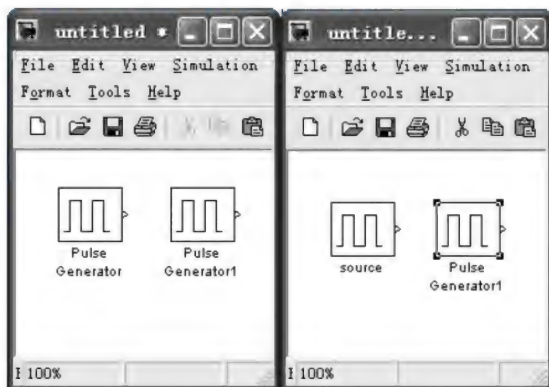 untitled *
File Edit View Simulation
Format Tools Help
Pulse
Generator
Pulse
Generator1
100%
untitle...
File Edit View Simulation
Format Tools Help
source
Pulse
Generator1
100%